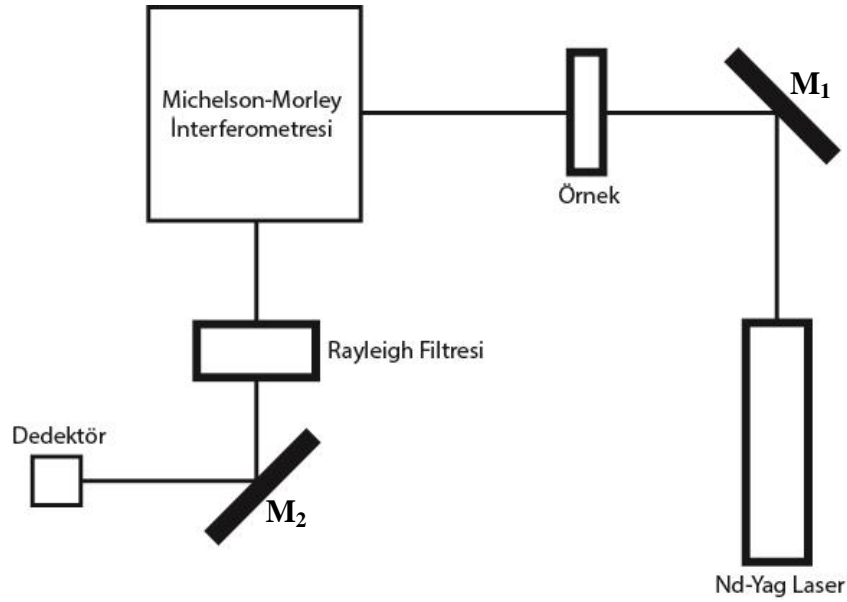 Michelson-Morley
İnterferometresi
M₁
Örnek
Rayleigh Filtresi
Dedektör
M₂
Nd-Yag Laser